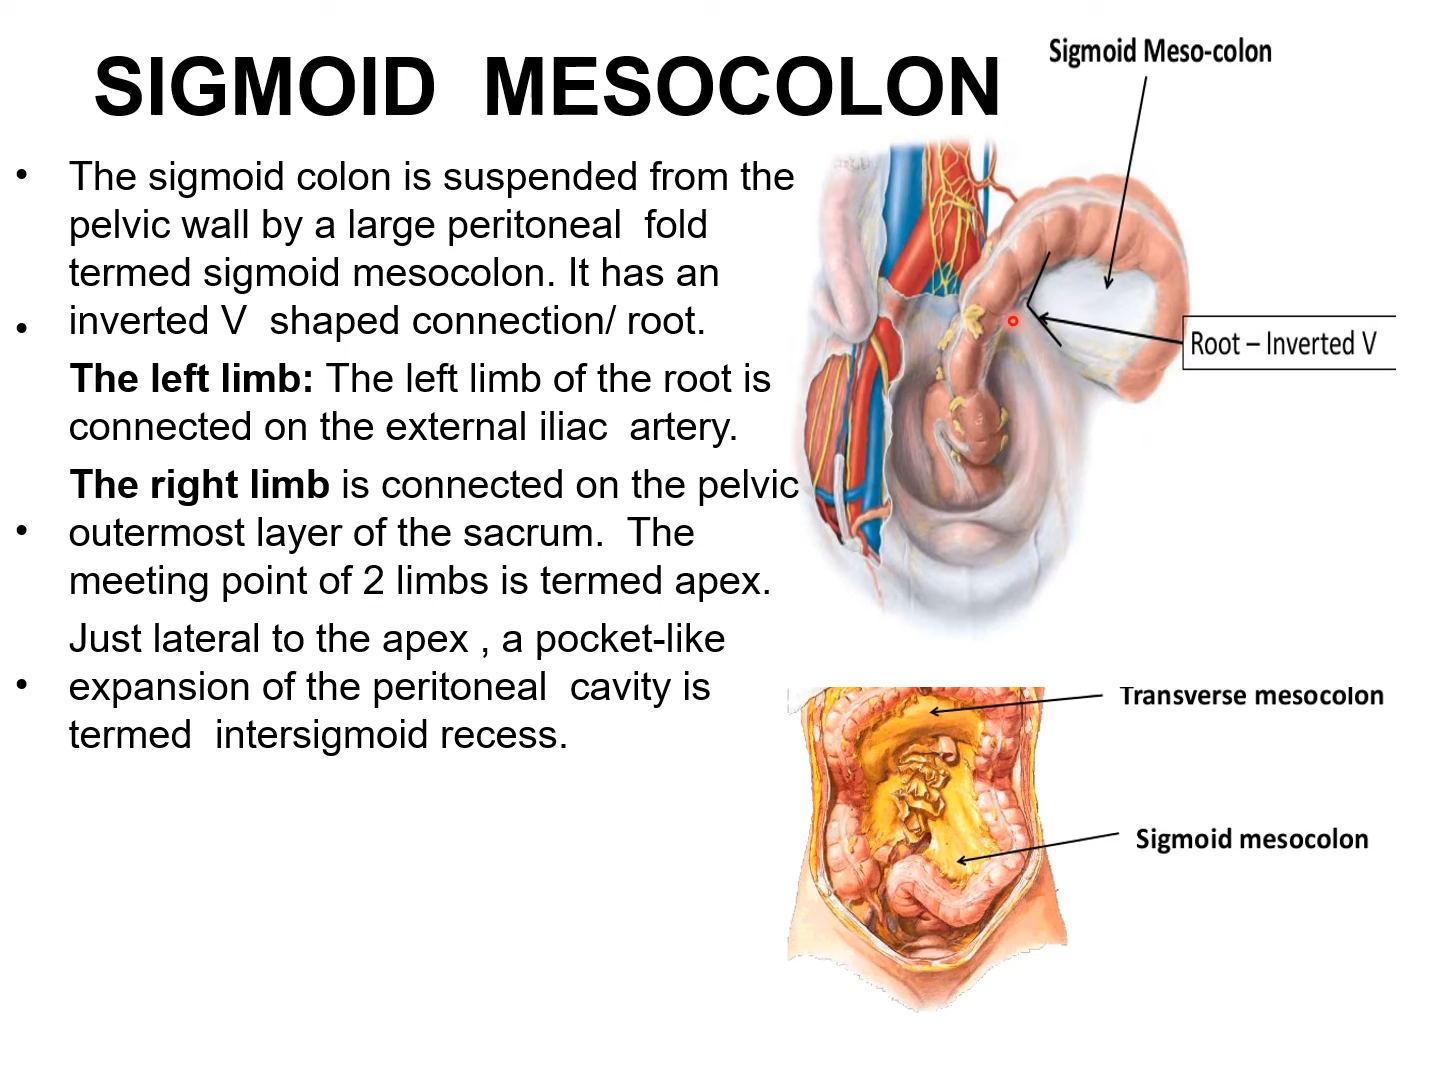 SIGMOID MESOCOLON
Sigmoid Meso-colon
• The sigmoid colon is suspended from the
pelvic wall by a large peritoneal fold
termed sigmoid mesocolon. It has an
• inverted V shaped connection/ root.
The left limb: The left limb of the root is
connected on the external iliac artery.
The right limb is connected on the pelvic
• outermost layer of the sacrum. The
meeting point of 2 limbs is termed apex.
Just lateral to the apex , a pocket-like
• expansion of the peritoneal cavity is
termed intersigmoid recess.
Root – Inverted V
Transverse mesocolon
Sigmoid mesocolon